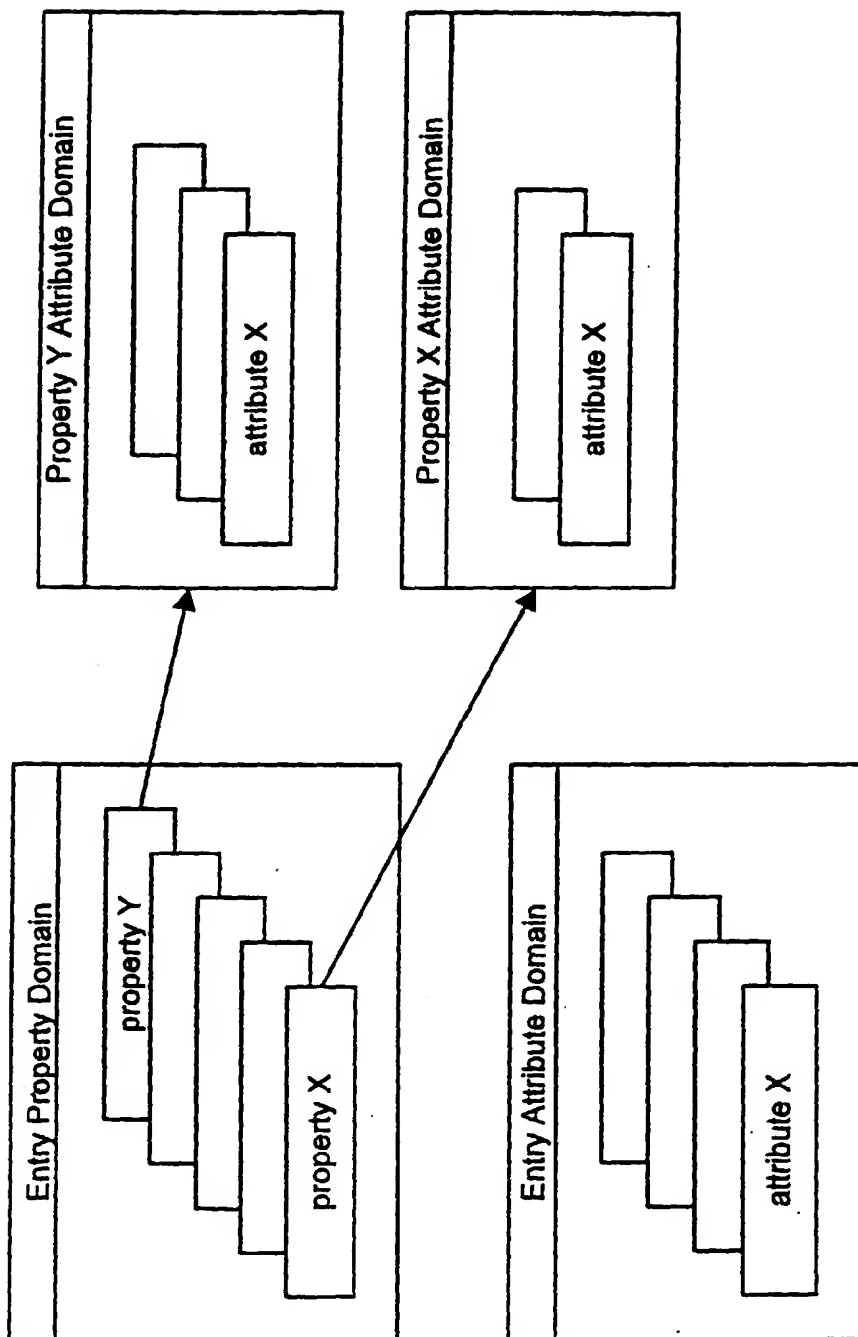 Entry Property Domain
property Y
property X
Entry Attribute Domain
attribute X
Property Y Attribute Domain
attribute X
Property X Attribute Domain
attribute X